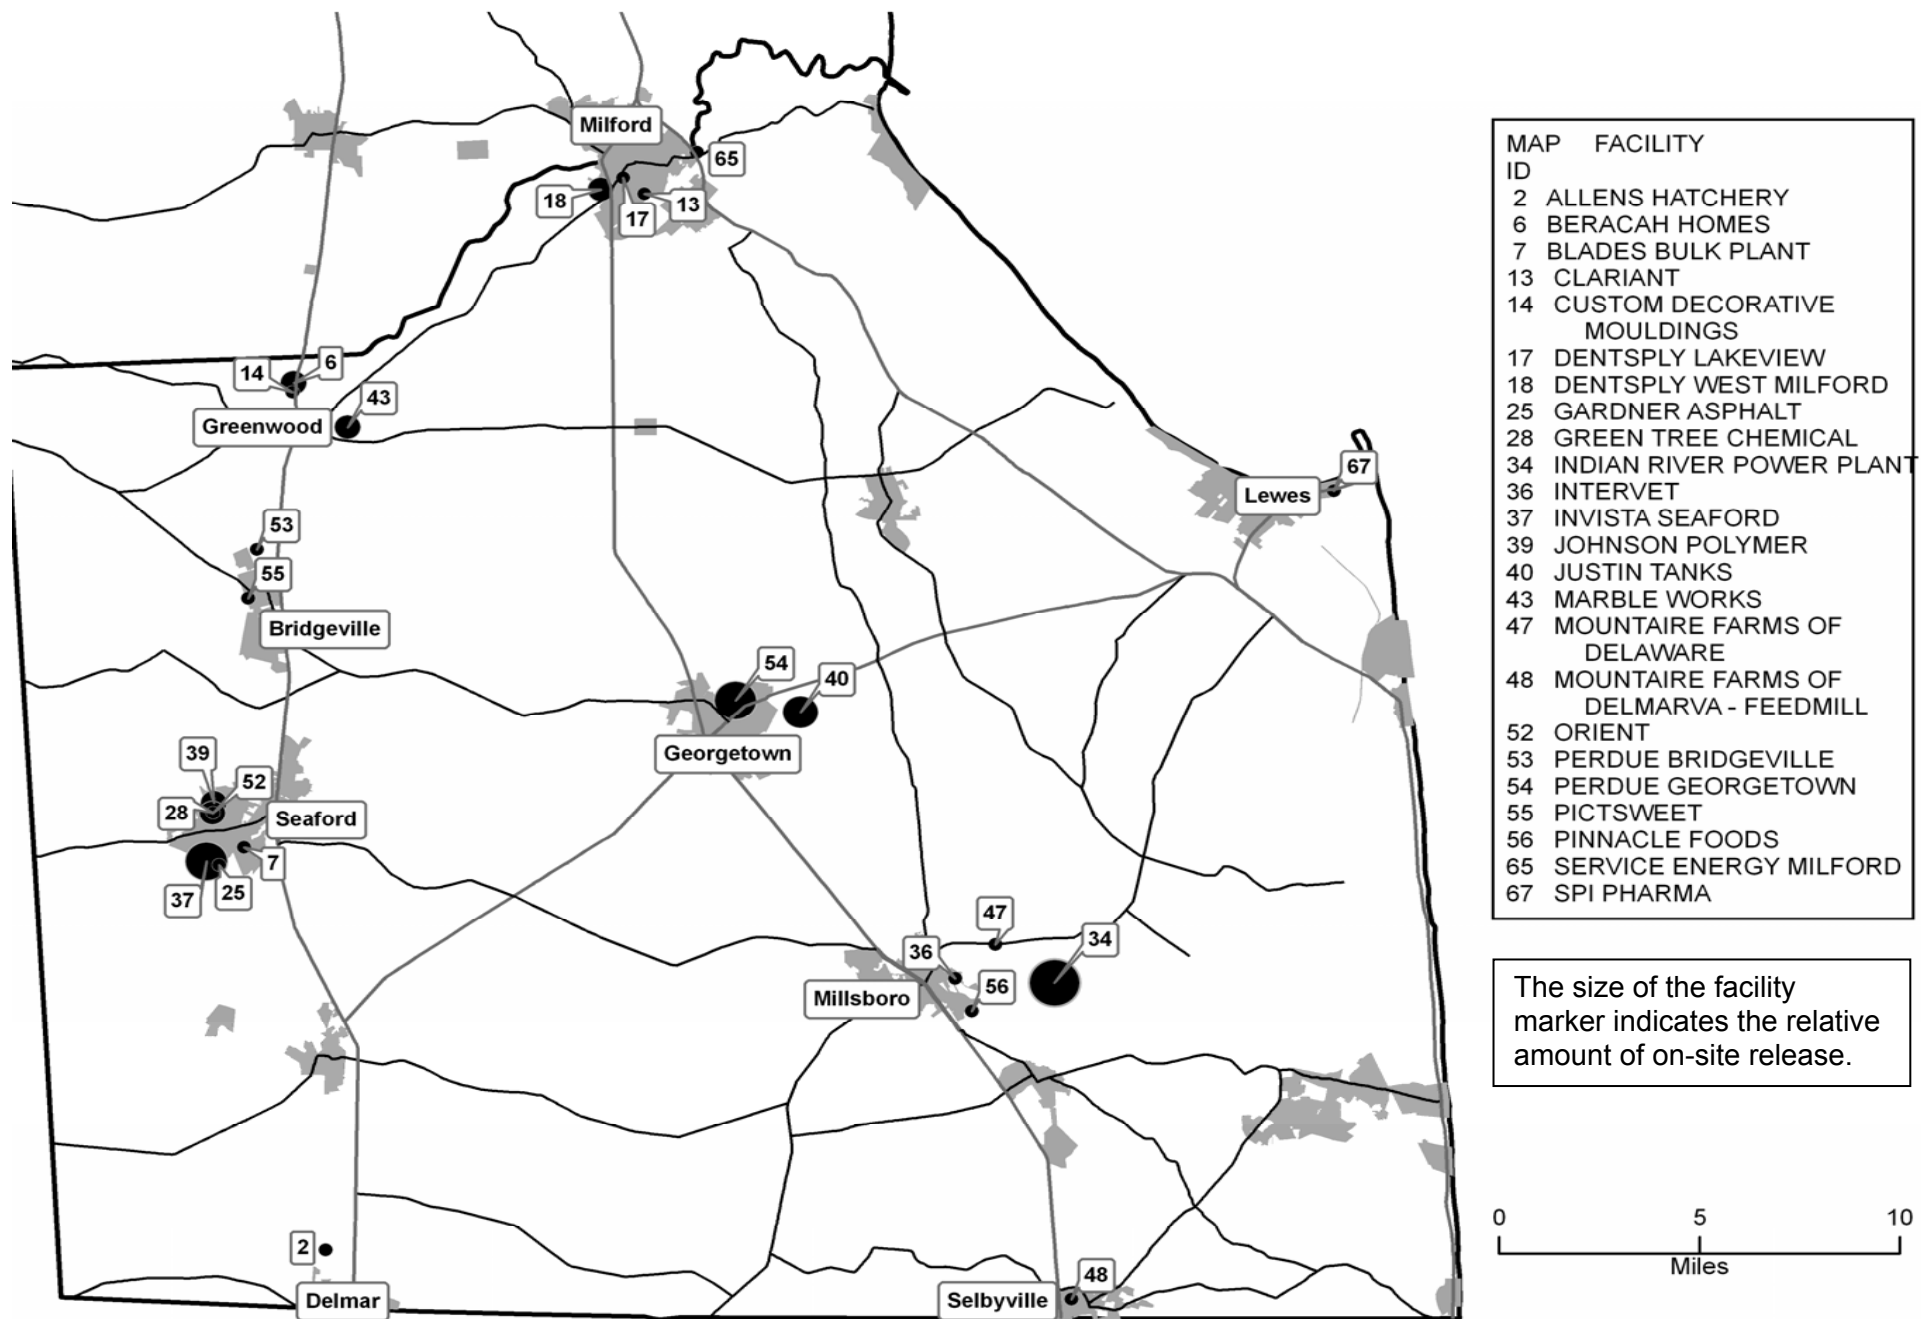 Milford
65
18
17
13
6
14
43
Greenwood
67
Lewes
53
55
Bridgeville
54
40
Georgetown
39
52
28
Seaford
7
37
25
47
34
36
56
Millsboro
2
Delmar
48
Selbyville
MAP FACILITY
ID
2 ALLENS HATCHERY
6 BERACAH HOMES
7 BLADES BULK PLANT
13 CLARIANT
14 CUSTOM DECORATIVE
MOULDINGS
17 DENTSPLY LAKEVIEW
18 DENTSPLY WEST MILFORD
25 GARDNER ASPHALT
28 GREEN TREE CHEMICAL
34 INDIAN RIVER POWER PLANT
36 INTERVET
37 INVISTA SEAFORD
39 JOHNSON POLYMER
40 JUSTIN TANKS
43 MARBLE WORKS
47 MOUNTAIRE FARMS OF
DELAWARE
48 MOUNTAIRE FARMS OF
DELMARVA - FEEDMILL
52 ORIENT
53 PERDUE BRIDGEVILLE
54 PERDUE GEORGETOWN
55 PICTSWEET
56 PINNACLE FOODS
65 SERVICE ENERGY MILFORD
67 SPI PHARMA
The size of the facility
marker indicates the relative
amount of on-site release.
0 5 10
Miles